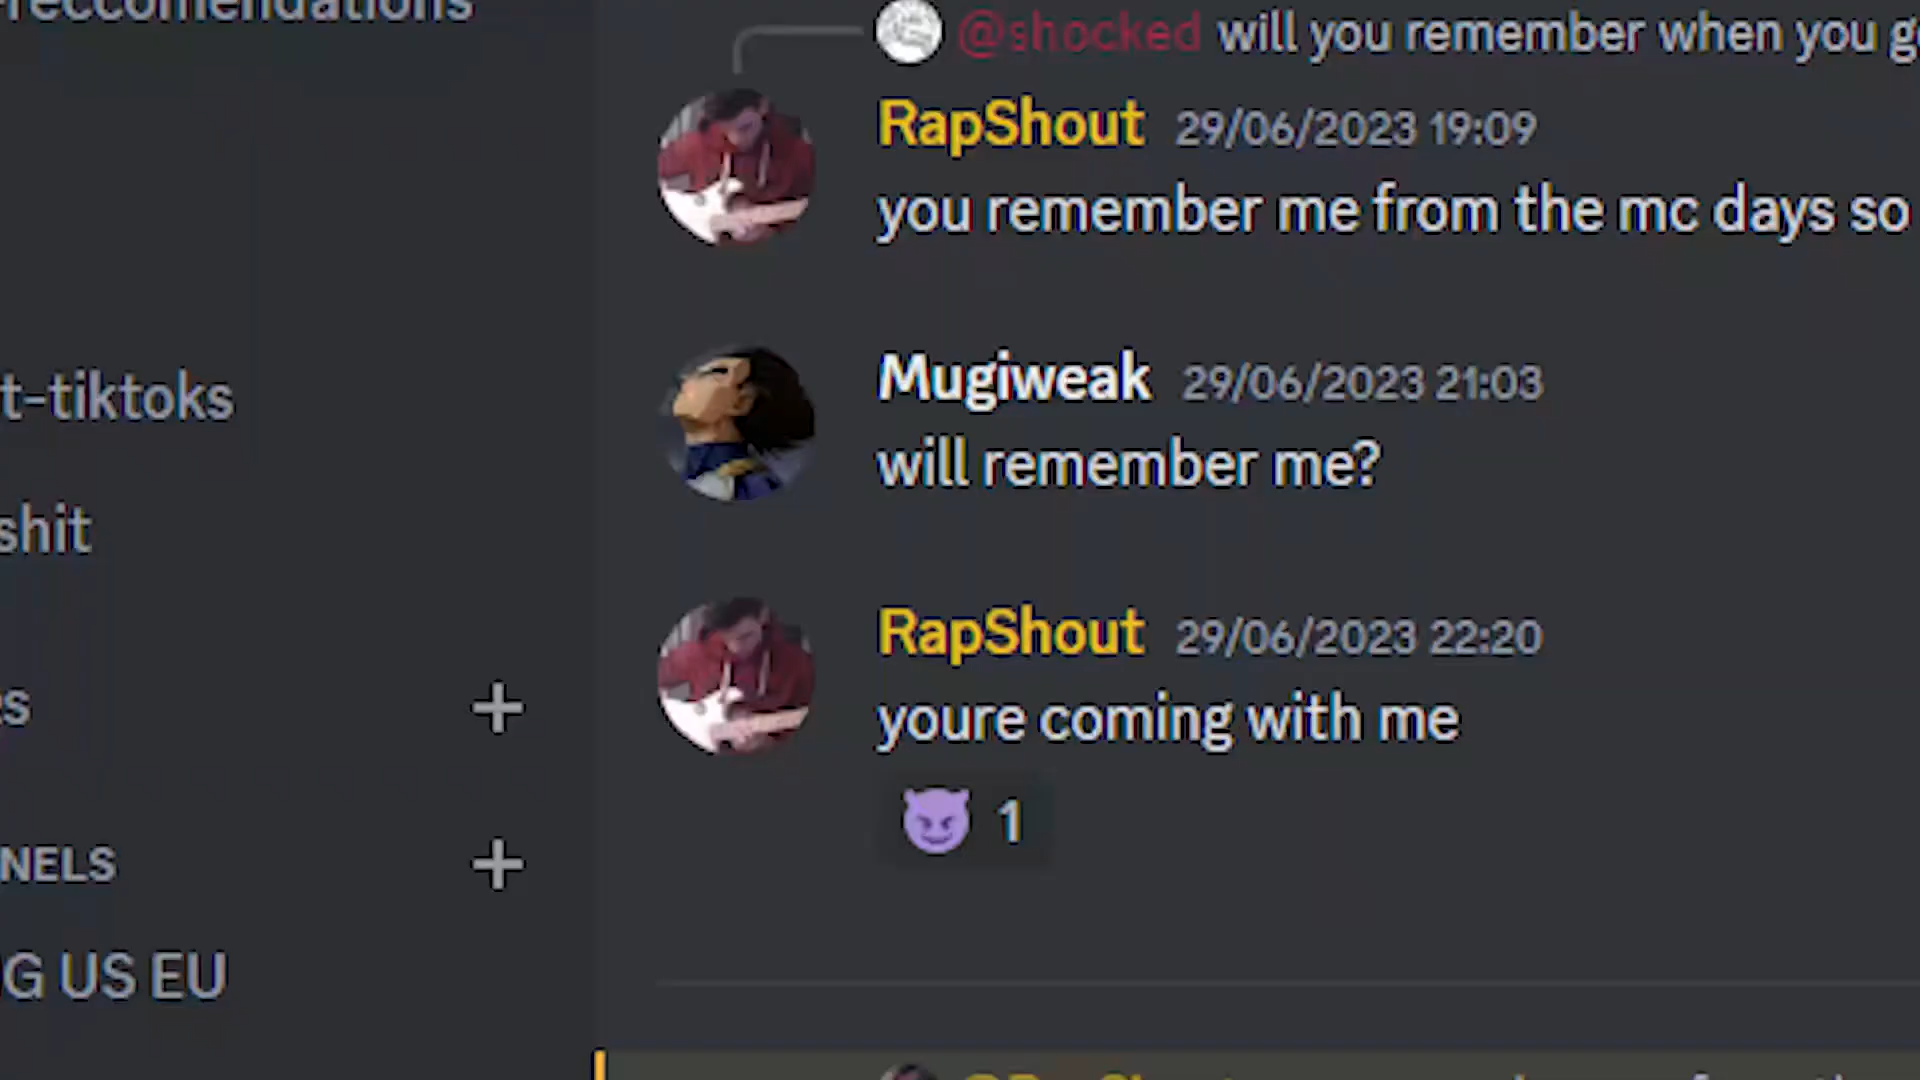 -reccomendations
@shocked will you remember when you
RapShout 29/06/2023 19:09
you remember me from the mc days so
t-tiktoks
Mugiweak 29/06/2023 21:03
will remember me?
shit
RapShout 29/06/2023 22:20
youre coming with me
1
NELS
G US EU